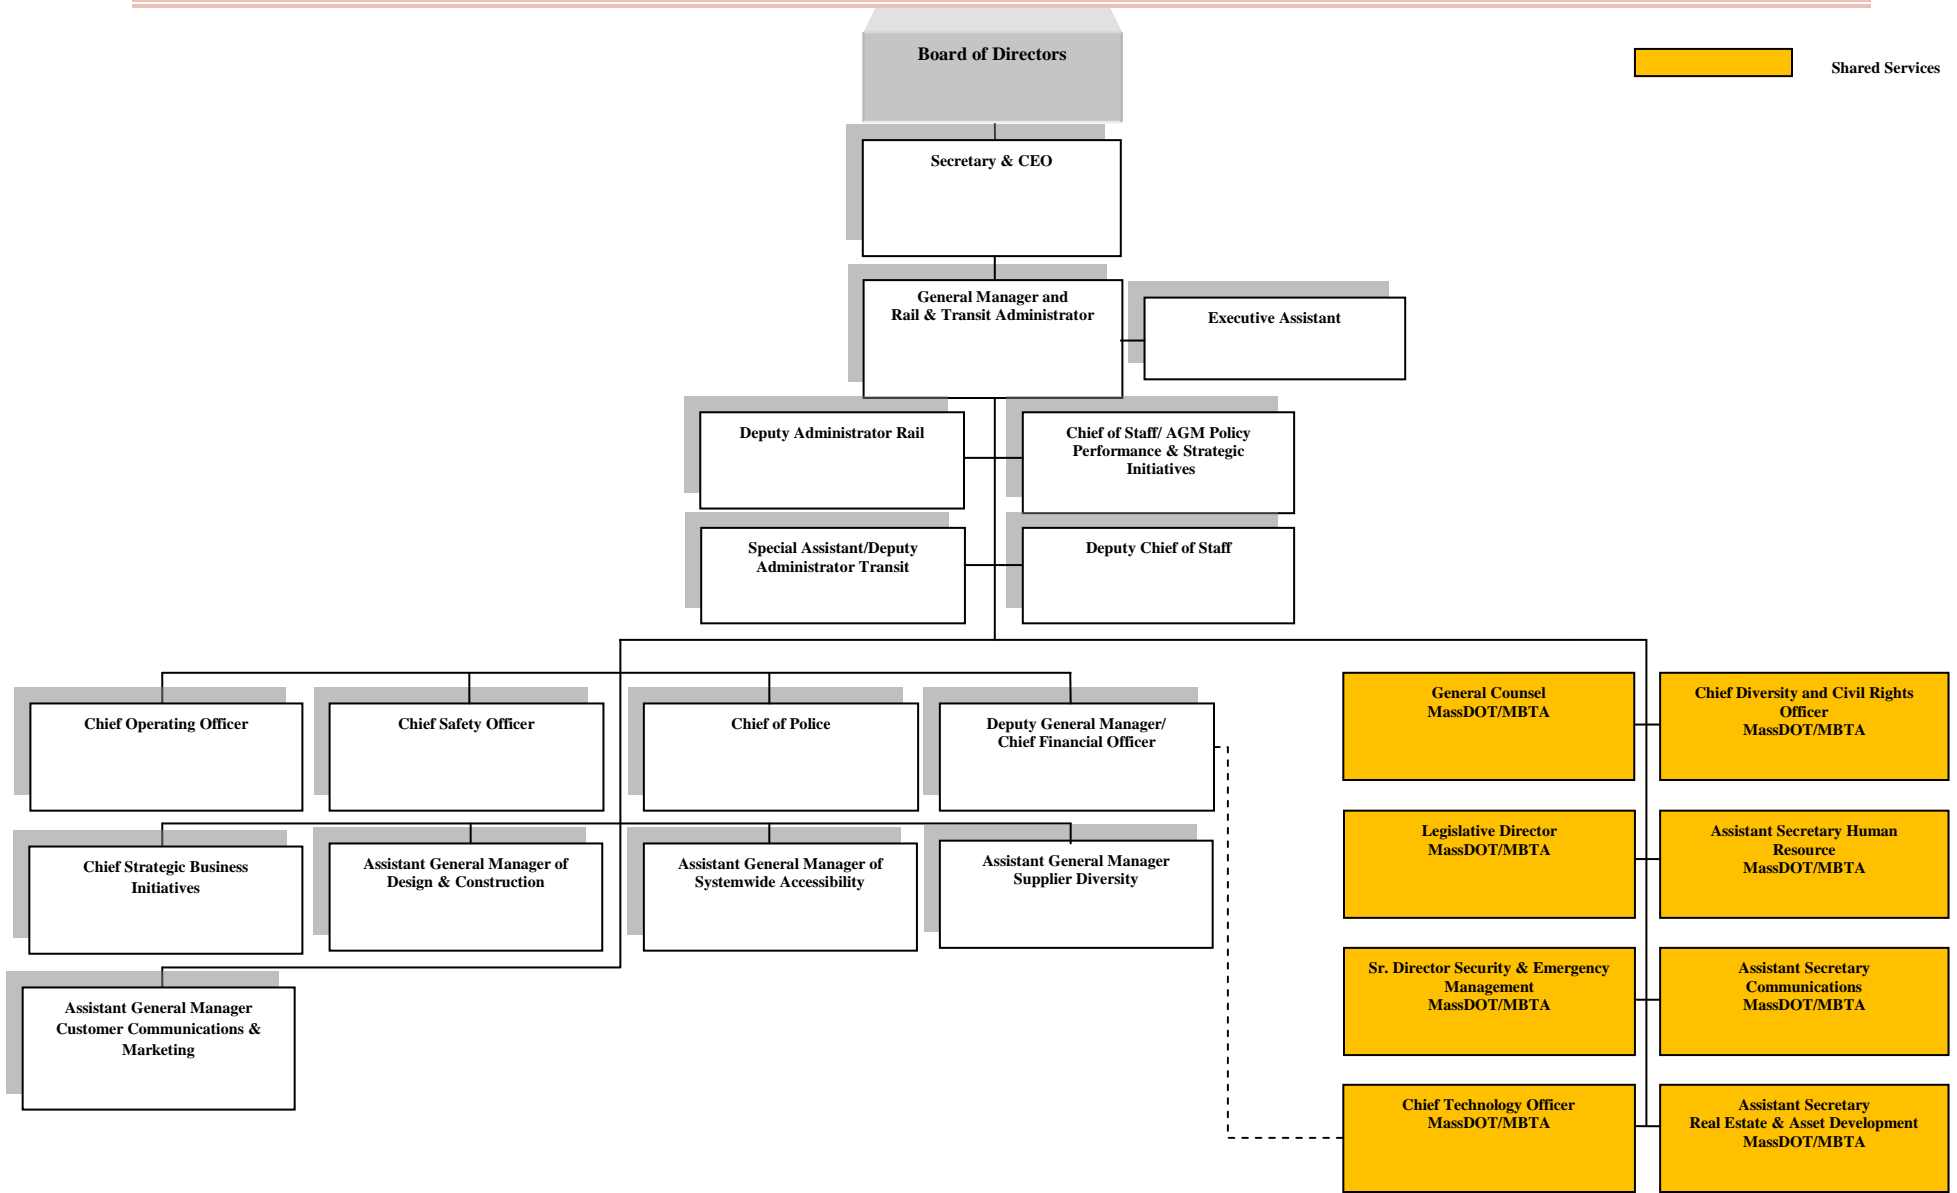 Board of Directors
Shared Services
Secretary & CEO
General Manager and
Rail & Transit Administrator
Executive Assistant
Deputy Administrator Rail
Chief of Staff/ AGM Policy
Performance & Strategic
Initiatives
Special Assistant/Deputy
Administrator Transit
Deputy Chief of Staff
Chief Operating Officer
Chief Safety Officer
Chief of Police
Deputy General Manager/
Chief Financial Officer
General Counsel
MassDOT/MBTA
Chief Diversity and Civil Rights
Officer
MassDOT/MBTA
Chief Strategic Business
Initiatives
Assistant General Manager of
Design & Construction
Assistant General Manager of
Systemwide Accessibility
Assistant General Manager
Supplier Diversity
Legislative Director
MassDOT/MBTA
Assistant Secretary Human
Resource
MassDOT/MBTA
Assistant General Manager
Customer Communications &
Marketing
Sr. Director Security & Emergency
Management
MassDOT/MBTA
Assistant Secretary
Communications
MassDOT/MBTA
Chief Technology Officer
MassDOT/MBTA
Assistant Secretary
Real Estate & Asset Development
MassDOT/MBTA